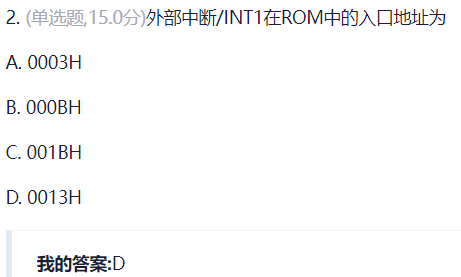 2. (单选题,15.0分)外部中断/INT1在ROM中的入口地址为
A. 0003H
B. 000BH
C. 001BH
D. 0013H
我的答案:D